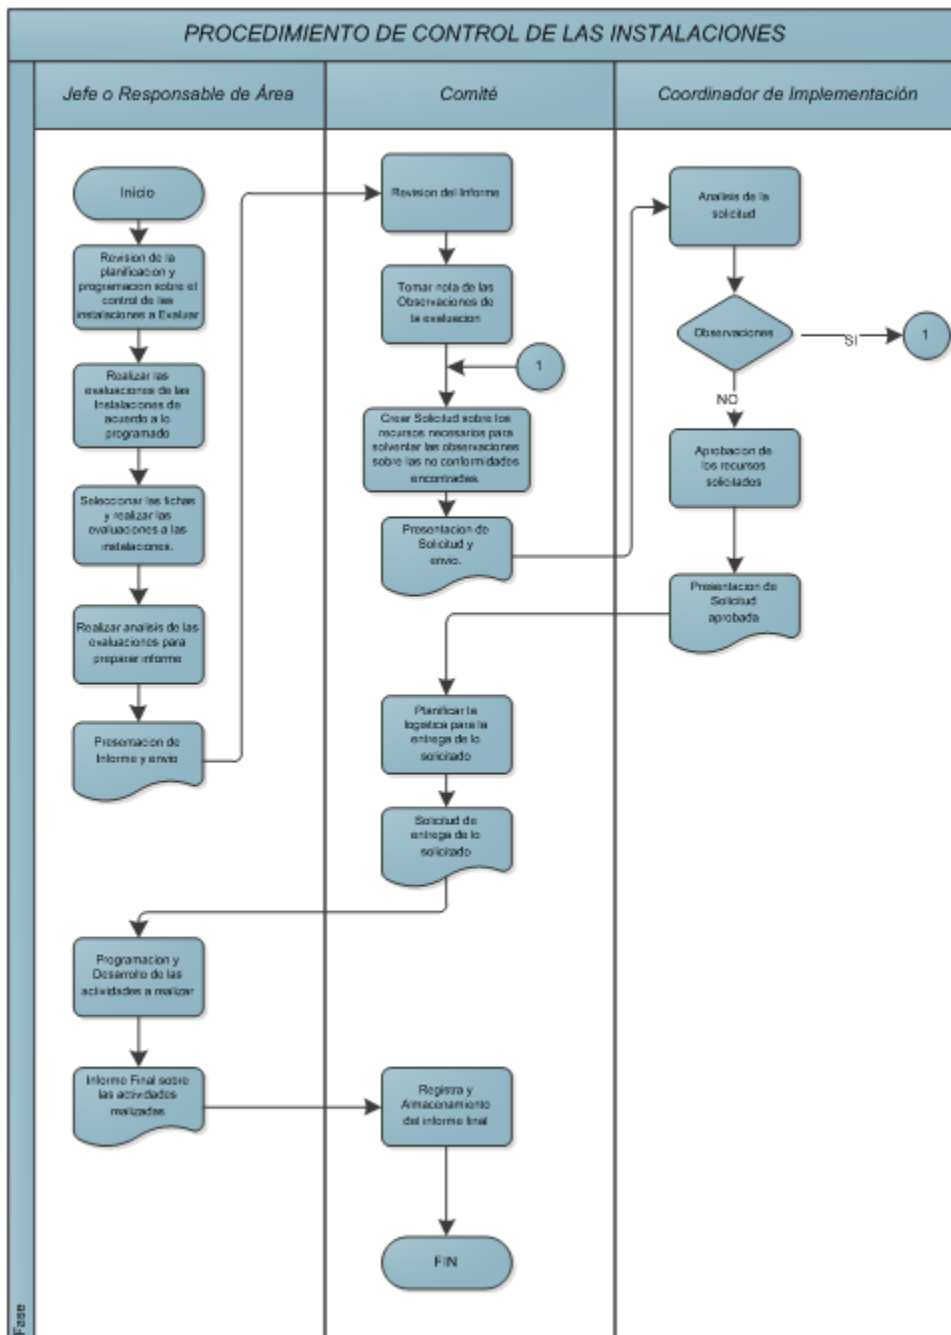 PROCEDIMIENTO DE CONTROL DE LAS INSTALACIONES
Jefe o Responsable de Área
Comité
Coordinador de Implementación
Inicio
Revision de la
planificacion y
programacion sobre el
control de las
instalaciones a Evaluar
Realizar las
evaluaciones de las
Instalaciones de
acuerdo a lo
programado
Seleccionar las fichas
y realizar las
evaluaciones a las
instalaciones.
Realizar analisis de las
evaluaciones para
preparar informe
Presentacion de
Informe y envio
Revision del Informe
Tomar nota de las
Observaciones de
la evaluacion
1
Crear Solicitud sobre los
recursos necesarios para
solventar las observaciones
sobre las no conformidades
encontradas.
Presentacion de
Solicitud y
envio.
Analisis de la
solicitud
Observaciones
SI
1
NO
Aprobacion de
los recursos
solicitados
Presentacion de
Solicitud
aprobada
Planificar la
logistica para la
entrega de lo
solicitado
Solicitud de
entrega de lo
solicitado
Programacion y
Desarrollo de las
actividades a realizar
Informe Final sobre
las actividades
realizadas
Registra y
Almacenamiento
del informe final
FIN
Fase